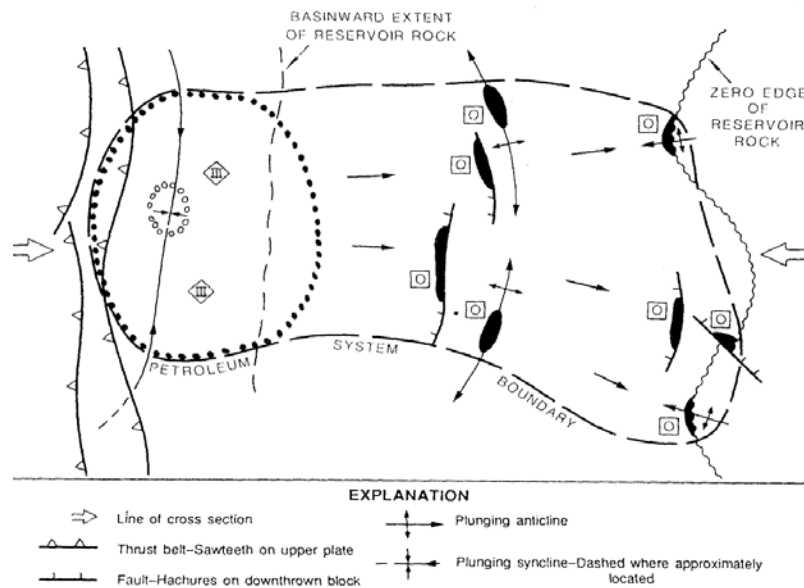 BASINWARD EXTENT
OF RESERVOIR ROCK
ZERO EDGE
OF
RESERVOIR
ROCK
III
III
O
O
O
O
O
O
O
O
PETROLEUM SYSTEM BOUNDARY
EXPLANATION
Line of cross section
Thrust belt–Sawteeth on upper plate
Fault–Hachures on downthrown block
Plunging anticline
Plunging syncline–Dashed where approximately
located